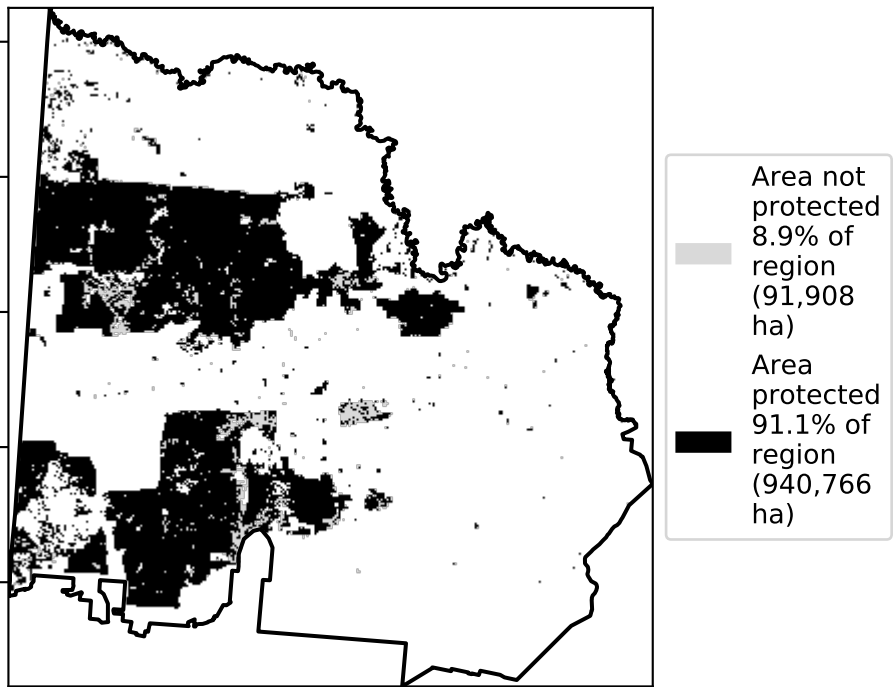 Area not
protected
8.9% of
region
(91,908
ha)
Area
protected
91.1% of
region
(940,766
ha)